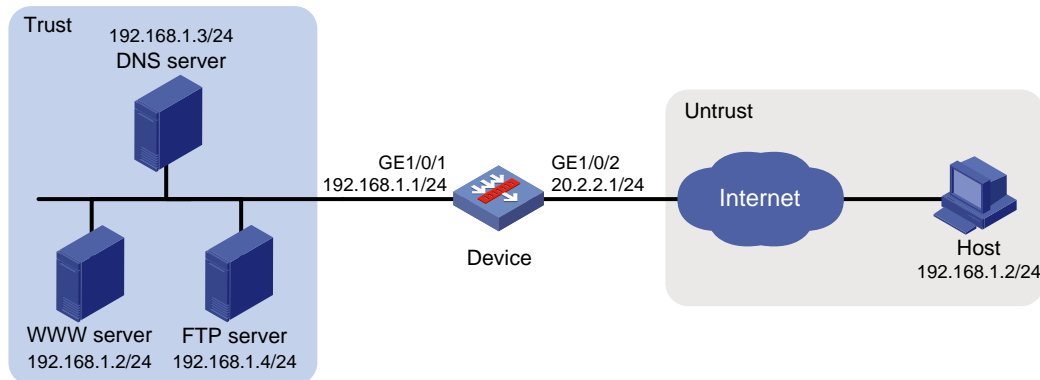 Trust
192.168.1.3/24
DNS server
WWW server
192.168.1.2/24
FTP server
192.168.1.4/24
GE1/0/1
192.168.1.1/24
Device
GE1/0/2
20.2.2.1/24
Untrust
Internet
Host
192.168.1.2/24